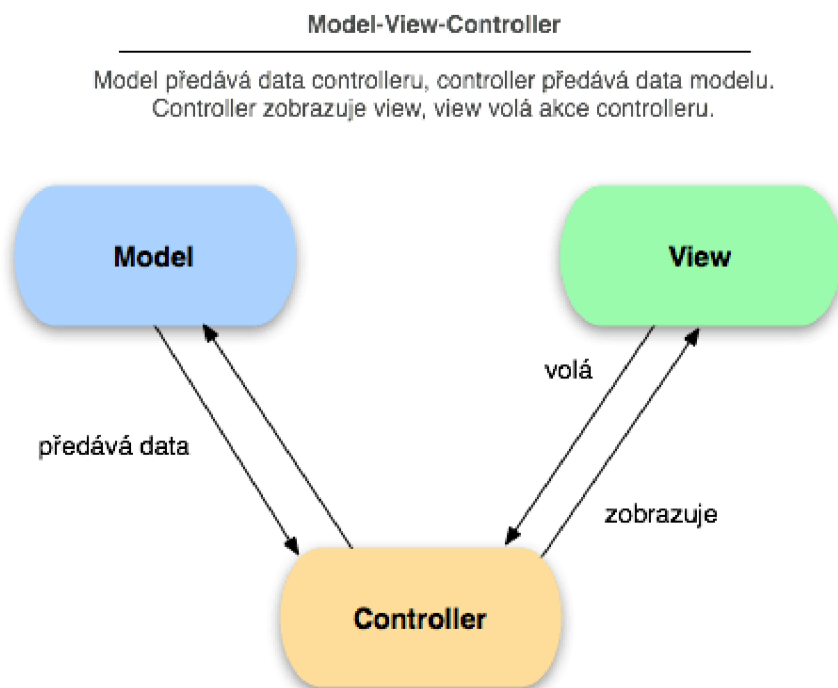 Model-View-Controller
Model předává data controlleru, controller předává data modelu.
Controller zobrazuje view, view volá akce controlleru.
Model
View
volá
předává data
zobrazuje
Controller